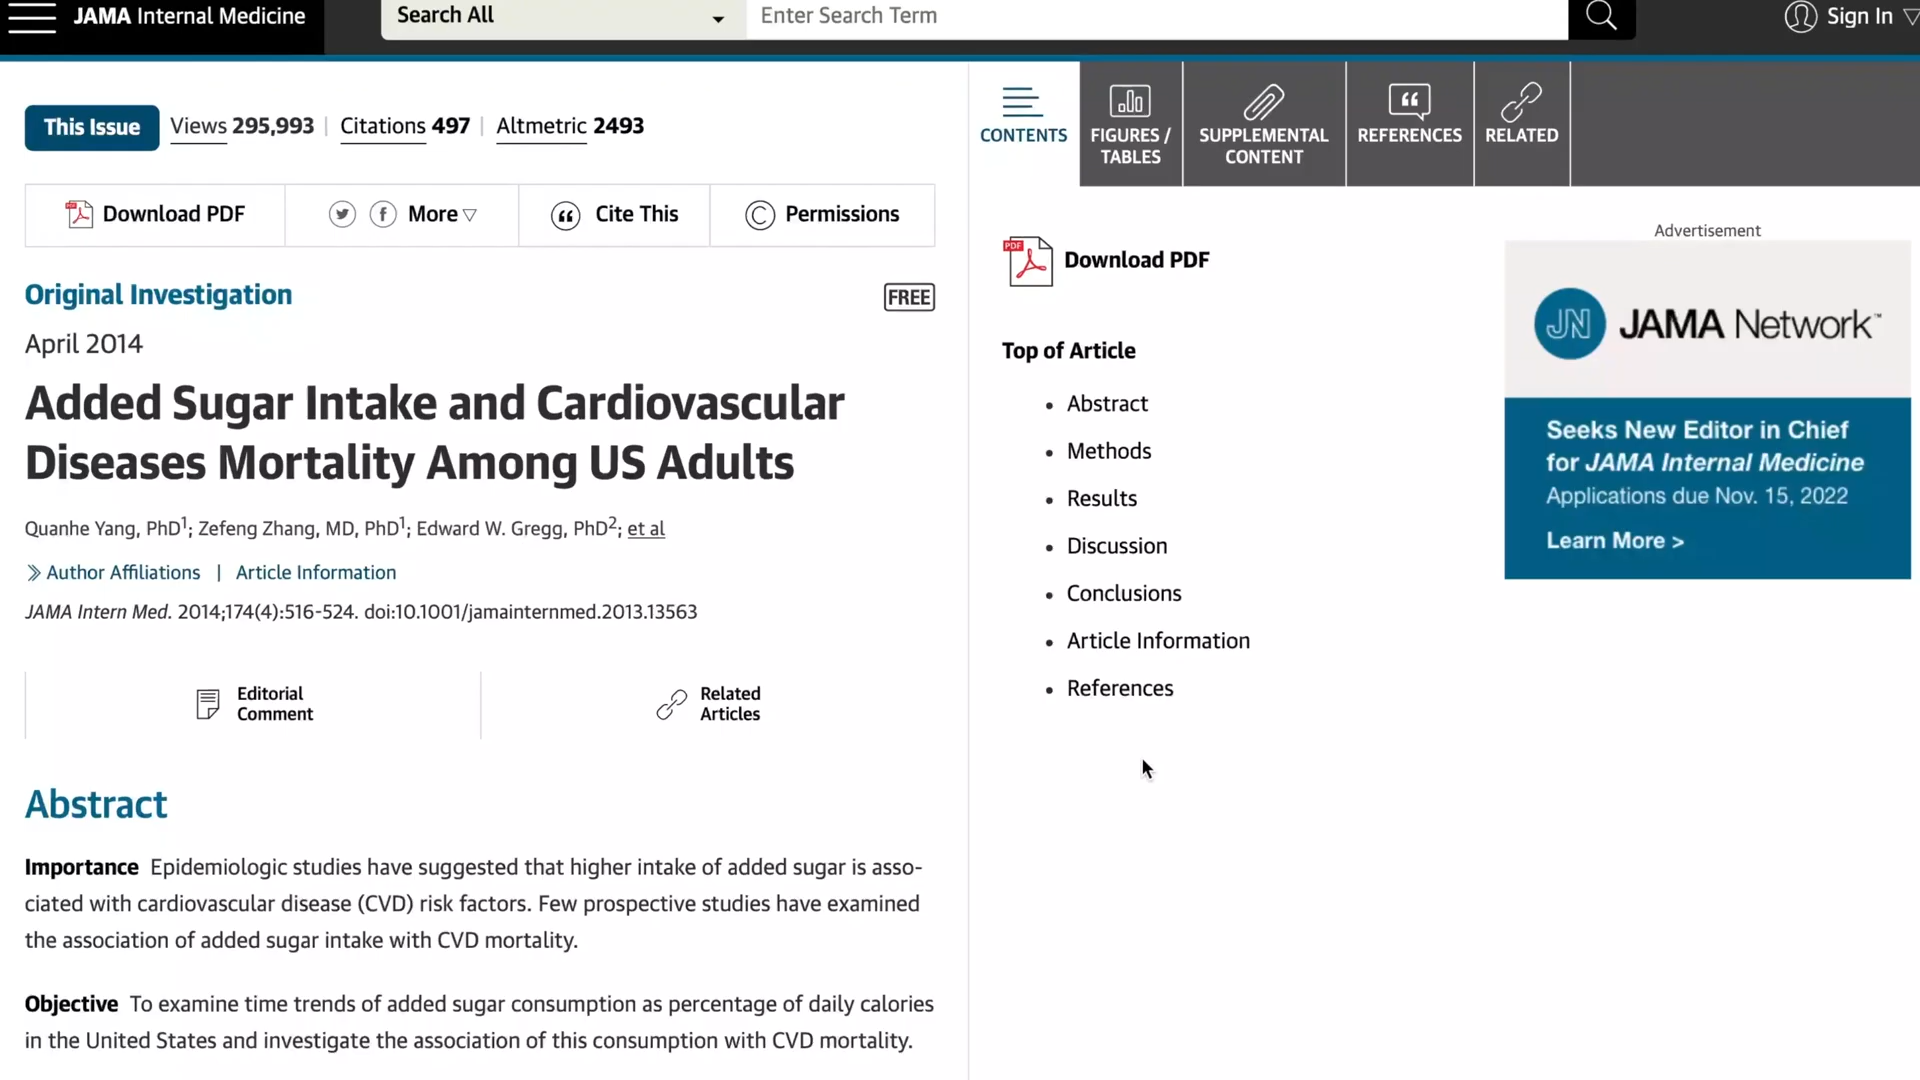 JAMA Internal Medicine
Search All
Enter Search Term
Sign In
This Issue
Views 295,993 | Citations 497 | Altmetric 2493
Download PDF
More
Cite This
Permissions
Original Investigation
FREE
April 2014
Added Sugar Intake and Cardiovascular
Diseases Mortality Among US Adults
Quanhe Yang, PhD1; Zefeng Zhang, MD, PhD1; Edward W. Gregg, PhD2; et al
Author Affiliations | Article Information
JAMA Intern Med. 2014;174(4):516-524. doi:10.1001/jamainternmed.2013.13563
Editorial
Comment
Related
Articles
Abstract
Importance Epidemiologic studies have suggested that higher intake of added sugar is asso-
ciated with cardiovascular disease (CVD) risk factors. Few prospective studies have examined
the association of added sugar intake with CVD mortality.
Objective To examine time trends of added sugar consumption as percentage of daily calories
in the United States and investigate the association of this consumption with CVD mortality.
CONTENTS
FIGURES /
TABLES
SUPPLEMENTAL
CONTENT
REFERENCES
RELATED
PDF
Download PDF
Top of Article
• Abstract
• Methods
• Results
• Discussion
• Conclusions
• Article Information
• References
Advertisement
JN JAMA Network™
Seeks New Editor in Chief
for JAMA Internal Medicine
Applications due Nov. 15, 2022
Learn More >